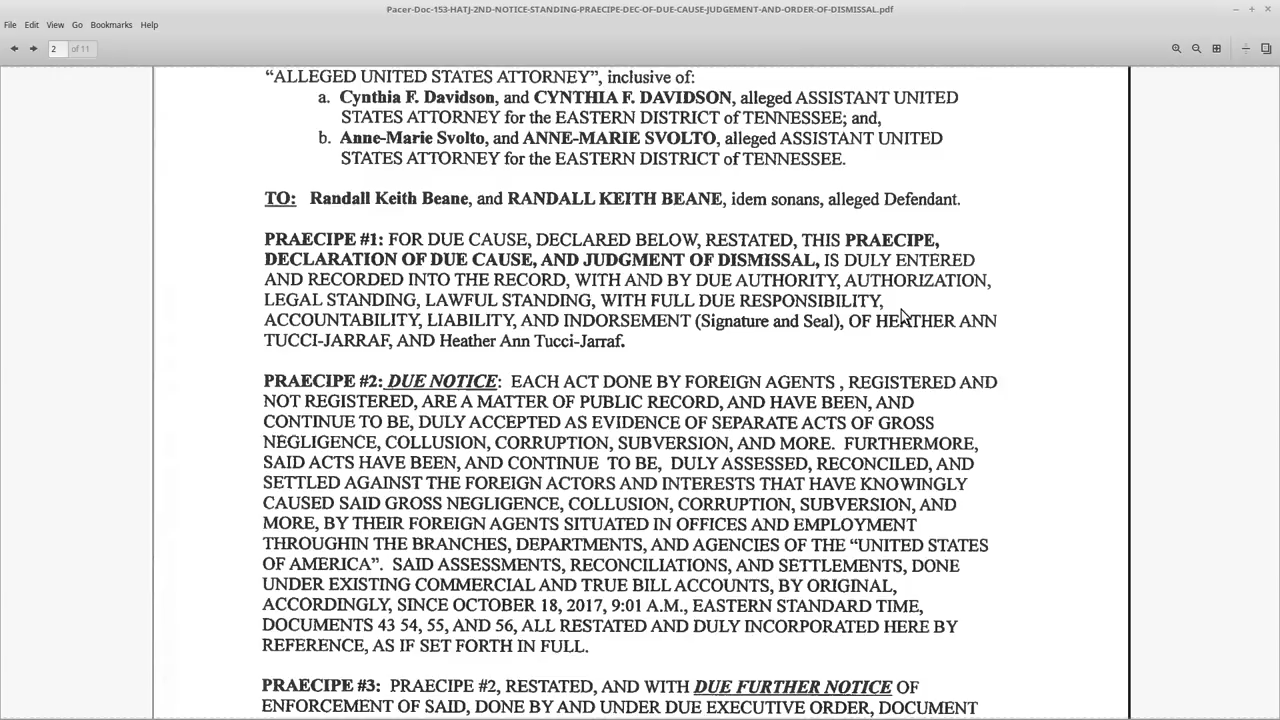 Pacer-Doc-153-HATJ-2ND-NOTICE-STANDING-PRAECIPE-DEC-OF-DUE-CAUSE-JUDGEMENT-AND-ORDER-OF-DISMISSAL.pdf
File Edit View Go Bookmarks Help
2 of 11
“ALLEGED UNITED STATES ATTORNEY”, inclusive of:
a. Cynthia F. Davidson, and CYNTHIA F. DAVIDSON, alleged ASSISTANT UNITED
STATES ATTORNEY for the EASTERN DISTRICT of TENNESSEE; and,
b. Anne-Marie Svolto, and ANNE-MARIE SVOLTO, alleged ASSISTANT UNITED
STATES ATTORNEY for the EASTERN DISTRICT of TENNESSEE.
TO: Randall Keith Beane, and RANDALL KEITH BEANE, idem sonans, alleged Defendant.
PRAECIPE #1: FOR DUE CAUSE, DECLARED BELOW, RESTATED, THIS PRAECIPE,
DECLARATION OF DUE CAUSE, AND JUDGMENT OF DISMISSAL, IS DULY ENTERED
AND RECORDED INTO THE RECORD, WITH AND BY DUE AUTHORITY, AUTHORIZATION,
LEGAL STANDING, LAWFUL STANDING, WITH FULL DUE RESPONSIBILITY,
ACCOUNTABILITY, LIABILITY, AND INDORSEMENT (Signature and Seal), OF HEATHER ANN
TUCCI-JARRAF, AND Heather Ann Tucci-Jarraf.
PRAECIPE #2: DUE NOTICE: EACH ACT DONE BY FOREIGN AGENTS , REGISTERED AND
NOT REGISTERED, ARE A MATTER OF PUBLIC RECORD, AND HAVE BEEN, AND
CONTINUE TO BE, DULY ACCEPTED AS EVIDENCE OF SEPARATE ACTS OF GROSS
NEGLIGENCE, COLLUSION, CORRUPTION, SUBVERSION, AND MORE. FURTHERMORE,
SAID ACTS HAVE BEEN, AND CONTINUE TO BE, DULY ASSESSED, RECONCILED, AND
SETTLED AGAINST THE FOREIGN ACTORS AND INTERESTS THAT HAVE KNOWINGLY
CAUSED SAID GROSS NEGLIGENCE, COLLUSION, CORRUPTION, SUBVERSION, AND
MORE, BY THEIR FOREIGN AGENTS SITUATED IN OFFICES AND EMPLOYMENT
THROUGHIN THE BRANCHES, DEPARTMENTS, AND AGENCIES OF THE “UNITED STATES
OF AMERICA”. SAID ASSESSMENTS, RECONCILIATIONS, AND SETTLEMENTS, DONE
UNDER EXISTING COMMERCIAL AND TRUE BILL ACCOUNTS, BY ORIGINAL,
ACCORDINGLY, SINCE OCTOBER 18, 2017, 9:01 A.M., EASTERN STANDARD TIME,
DOCUMENTS 43 54, 55, AND 56, ALL RESTATED AND DULY INCORPORATED HERE BY
REFERENCE, AS IF SET FORTH IN FULL.
PRAECIPE #3: PRAECIPE #2, RESTATED, AND WITH DUE FURTHER NOTICE OF
ENFORCEMENT OF SAID, DONE BY AND UNDER DUE EXECUTIVE ORDER, DOCUMENT